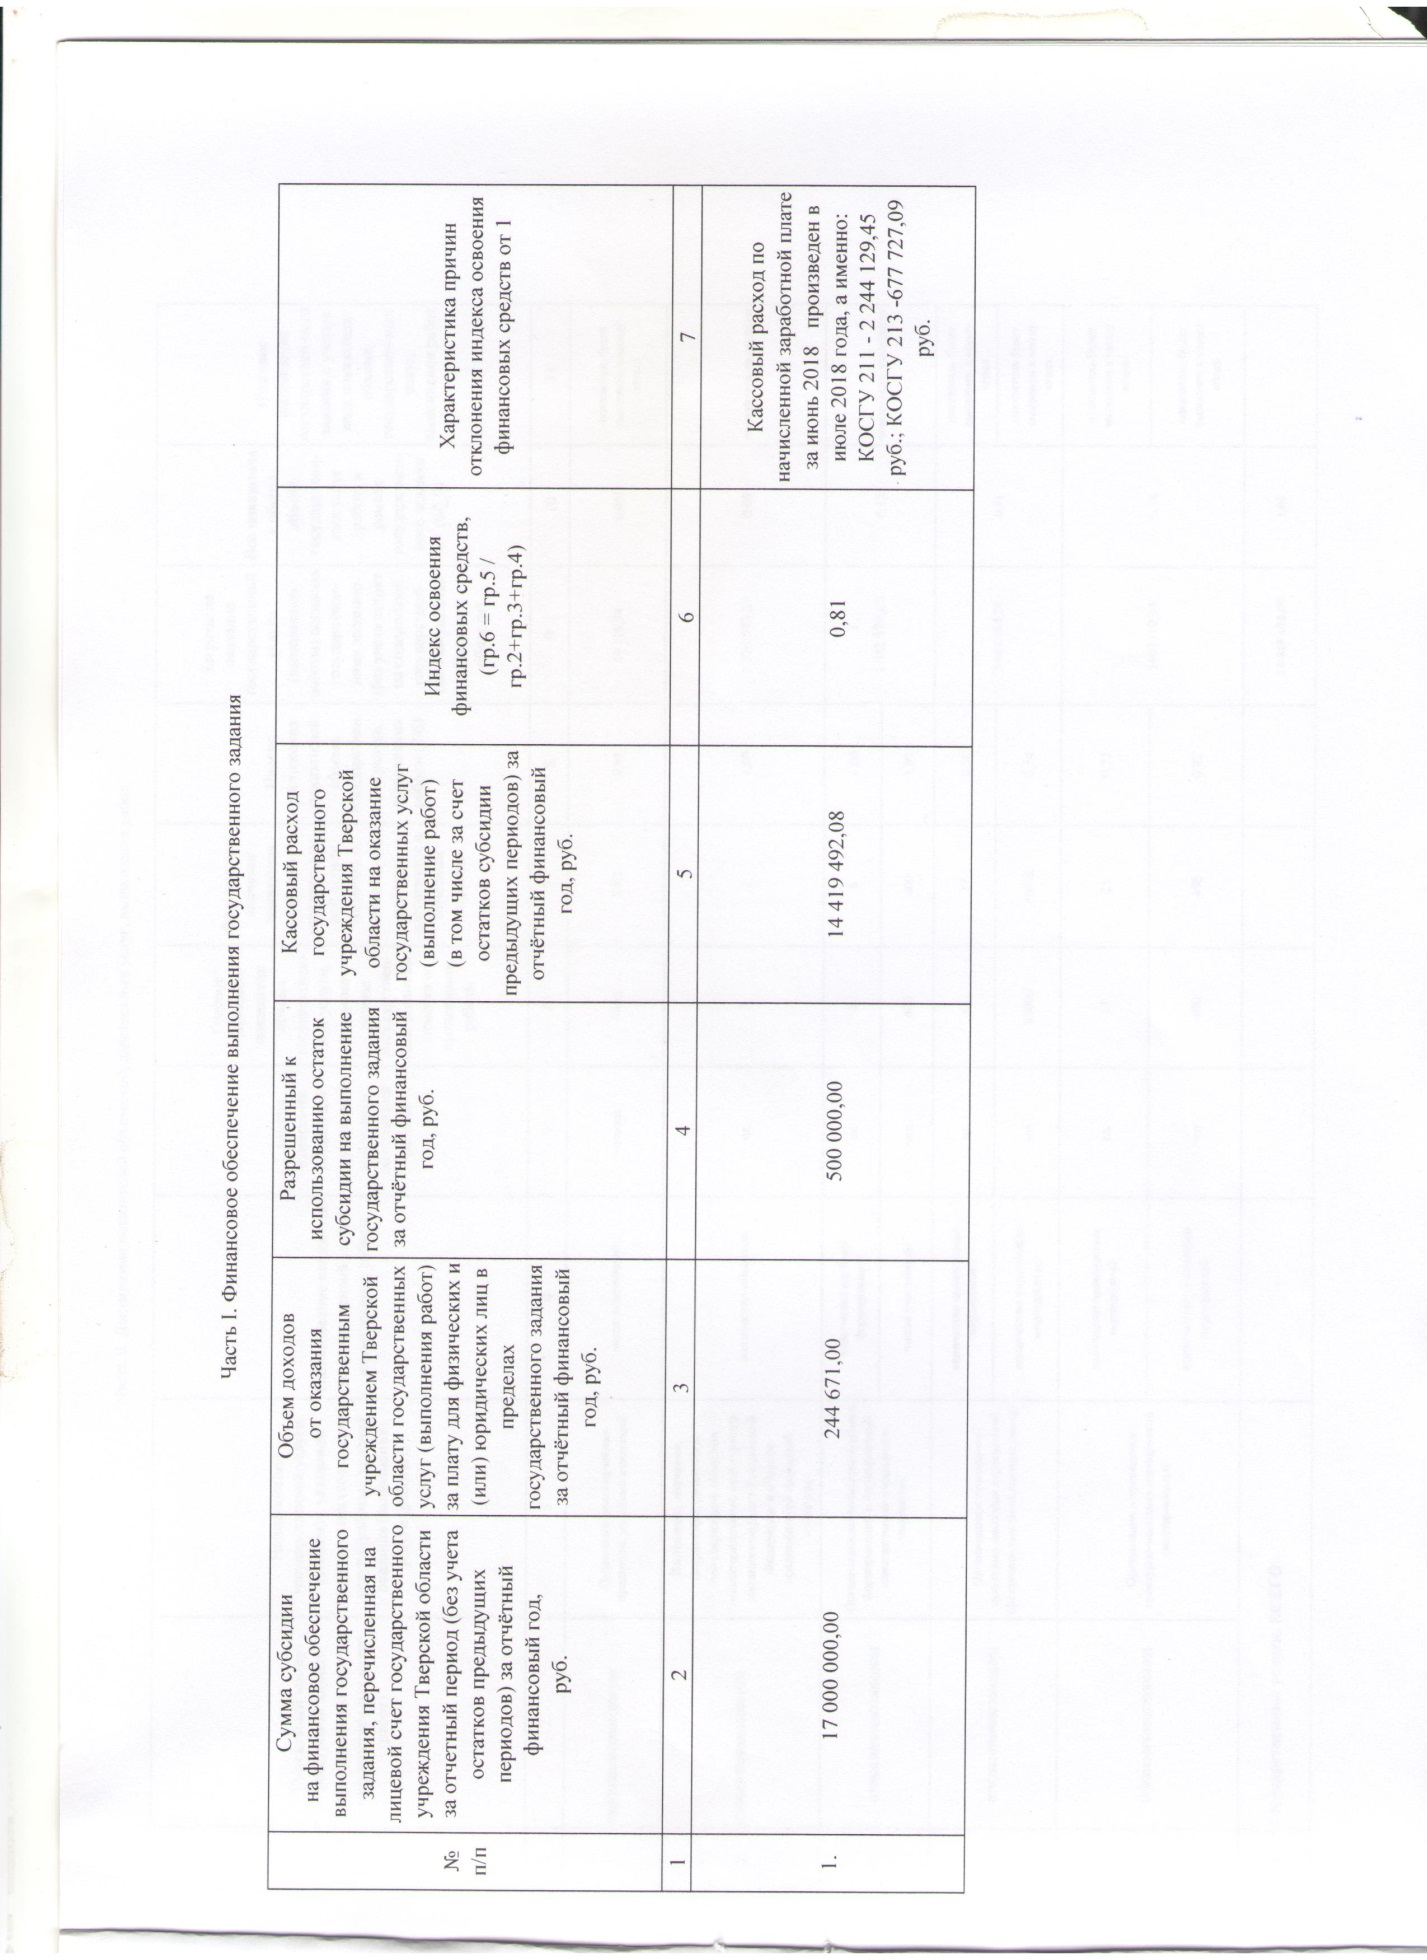 Часть I. Финансовое обеспечение выполнения государственного задания
№
п/п
Сумма субсидии
на финансовое обеспечение
выполнения государственного
задания, перечисленная на
лицевой счет государственного
учреждения Тверской области
за отчетный период (без учета
остатков предыдущих
периодов) за отчётный
финансовый год,
руб.
Объем доходов
от оказания
государственным
учреждением Тверской
области государственных
услуг (выполнения работ)
за плату для физических и
(или) юридических лиц в
пределах
государственного задания
за отчётный финансовый
год, руб.
Разрешенный к
использованию остаток
субсидии на выполнение
государственного задания
за отчётный финансовый
год, руб.
Кассовый расход
государственного
учреждения Тверской
области на оказание
государственных услуг
(выполнение работ)
(в том числе за счет
остатков субсидии
предыдущих периодов) за
отчётный финансовый
год, руб.
Индекс освоения
финансовых средств,
(гр.6 = гр.5 /
гр.2+гр.3+гр.4)
Характеристика причин
отклонения индекса освоения
финансовых средств от 1
1
2
3
4
5
6
7
1.
17 000 000,00
244 671,00
500 000,00
14 419 492,08
0,81
Кассовый расход по
начисленной заработной плате
за июнь 2018 произведен в
июле 2018 года, а именно:
КОСГУ 211 - 2 244 129,45
руб.; КОСГУ 213 -677 727,09
руб.